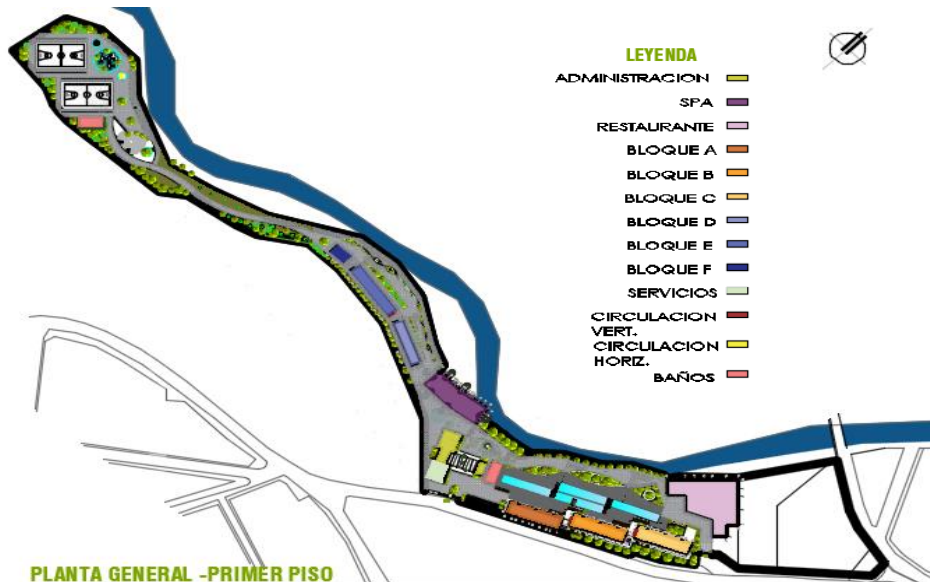 LEYENDA
ADMINISTRACION
SPA
RESTAURANTE
BLOQUE A
BLOQUE B
BLOQUE C
BLOQUE D
BLOQUE E
BLOQUE F
SERVICIOS
CIRCULACION
VERT.
CIRCULACION
HORIZ.
BAÑOS
PLANTA GENERAL -PRIMER PISO